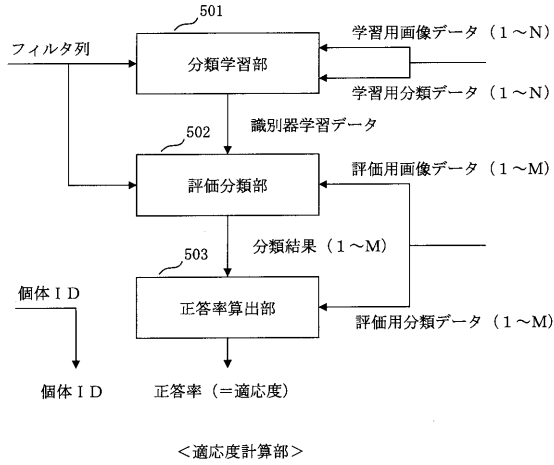 501
学習用画像データ（１～Ｎ）
フィルタ列
分類学習部
学習用分類データ（１～Ｎ）
識別器学習データ
502
評価用画像データ（１～Ｍ）
評価分類部
分類結果（１～Ｍ）
503
個体ＩＤ
正答率算出部
評価用分類データ（１～Ｍ）
個体ＩＤ
正答率（＝適応度）
＜適応度計算部＞